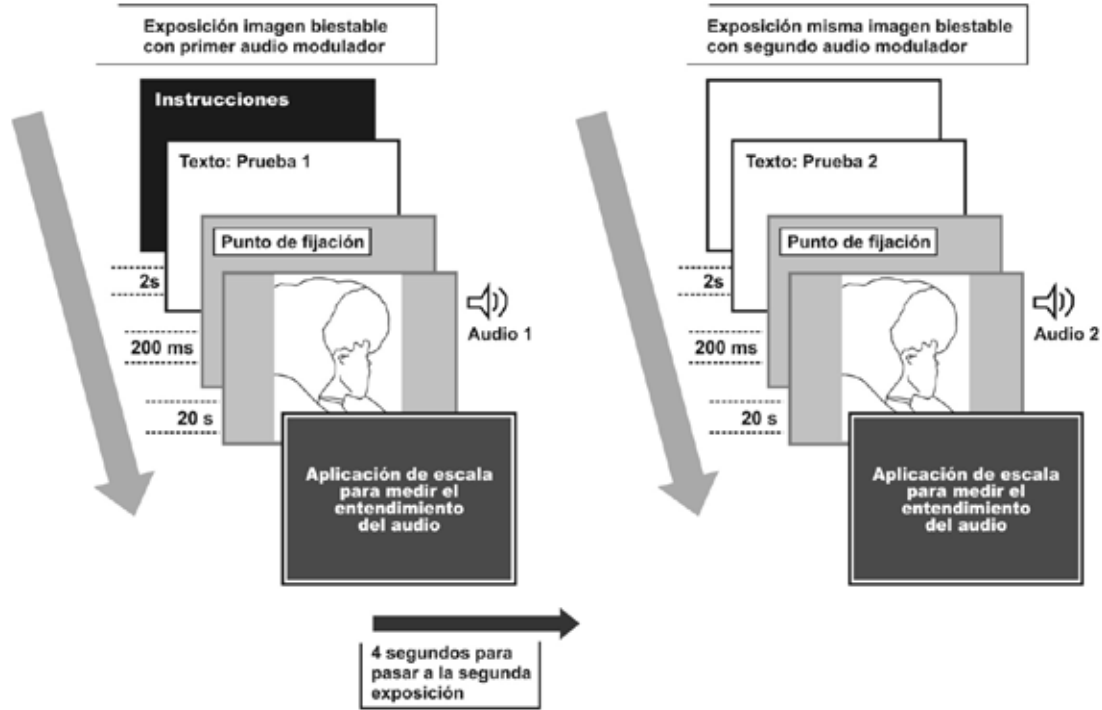 Exposición imagen biestable
con primer audio modulador
Instrucciones
Texto: Prueba 1
Punto de fijación
2s
200 ms
20 s
Audio 1
Aplicación de escala
para medir el
entendimiento
del audio
4 segundos para
pasar a la segunda
exposición
Exposición misma imagen biestable
con segundo audio modulador
Texto: Prueba 2
Punto de fijación
2s
200 ms
20 s
Audio 2
Aplicación de escala
para medir el
entendimiento
del audio